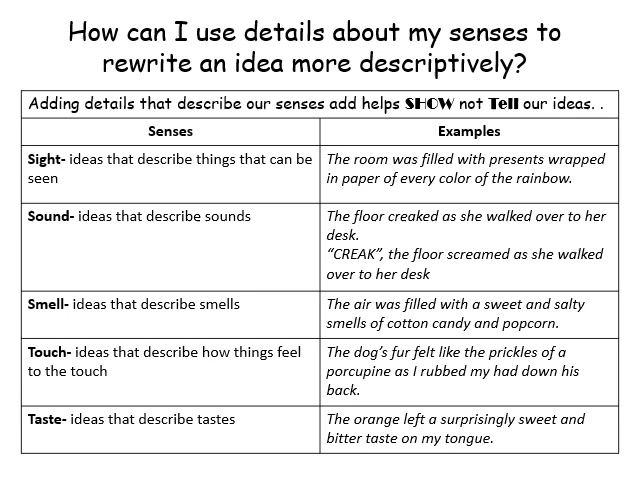 How can I use details about my senses to
rewrite an idea more descriptively?
Adding details that describe our senses add helps SHOW not Tell our ideas. .
Senses
Examples
Sight- ideas that describe things that can be
seen
The room was filled with presents wrapped
in paper of every color of the rainbow.
Sound- ideas that describe sounds
The floor creaked as she walked over to her
desk.
“CREAK”, the floor screamed as she walked
over to her desk
Smell- ideas that describe smells
The air was filled with a sweet and salty
smells of cotton candy and popcorn.
Touch- ideas that describe how things feel
to the touch
The dog’s fur felt like the prickles of a
porcupine as I rubbed my had down his
back.
Taste- ideas that describe tastes
The orange left a surprisingly sweet and
bitter taste on my tongue.